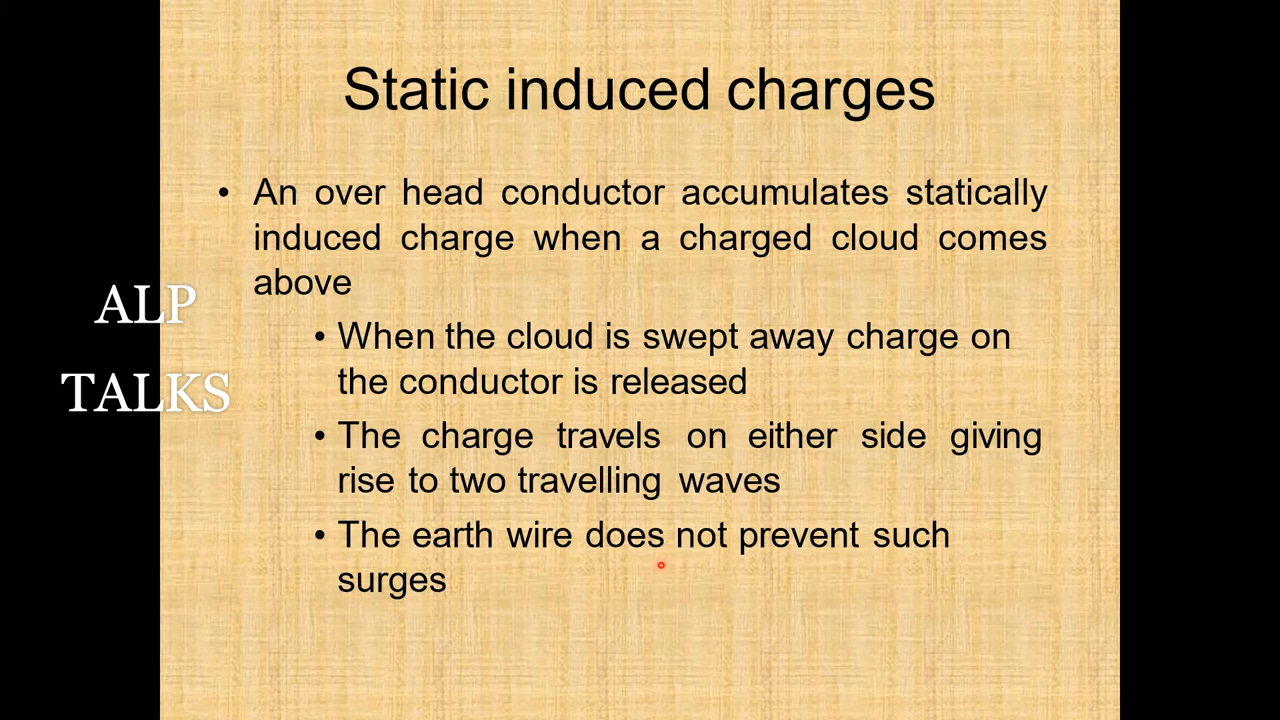 Static induced charges
• An over head conductor accumulates statically
induced charge when a charged cloud comes
above
• When the cloud is swept away charge on
the conductor is released
• The charge travels on either side giving
rise to two travelling waves
• The earth wire does not prevent such
surges
ALP
TALKS